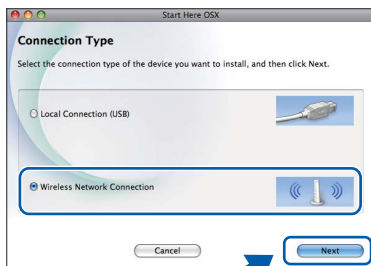 Start Here OSX
Connection Type
Select the connection type of the device you want to install, and then click Next.
Local Connection (USB)
Wireless Network Connection
Cancel
Next